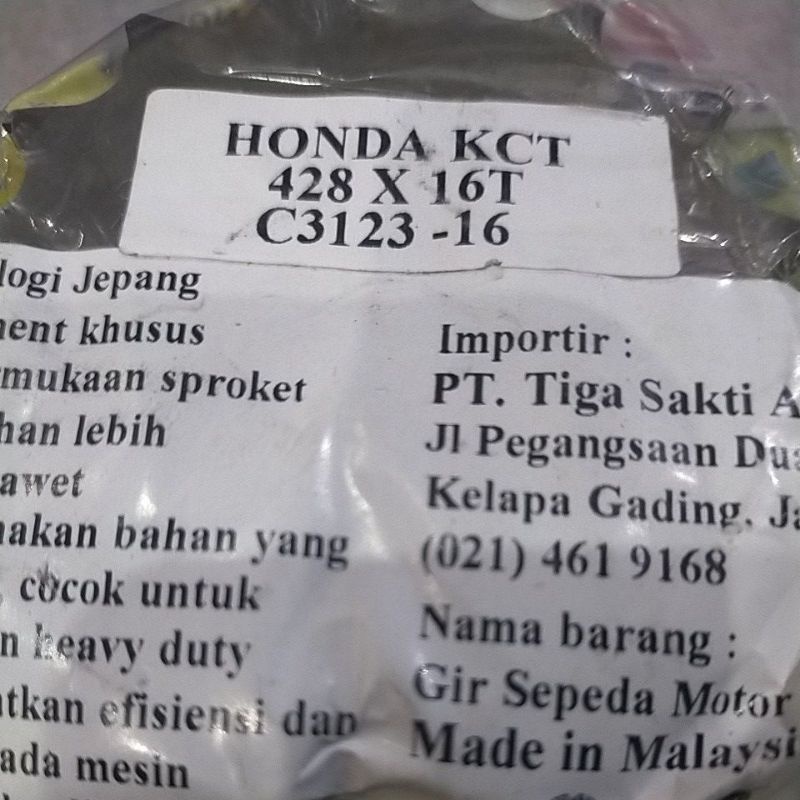 HONDA KCT
428 X 16T
C3123 -16
logi Jepang
ment khusus
mukaan sproket
han lebih
awet
nakan bahan yang
cocok untuk
n heavy duty
tkan efisiensi dan
ada mesin
Importir :
PT. Tiga Sakti A
Jl Pegangsaan Dua
Kelapa Gading. Ja
(021) 461 9168
Nama barang :
Gir Sepeda Motor
Made in Malaysi